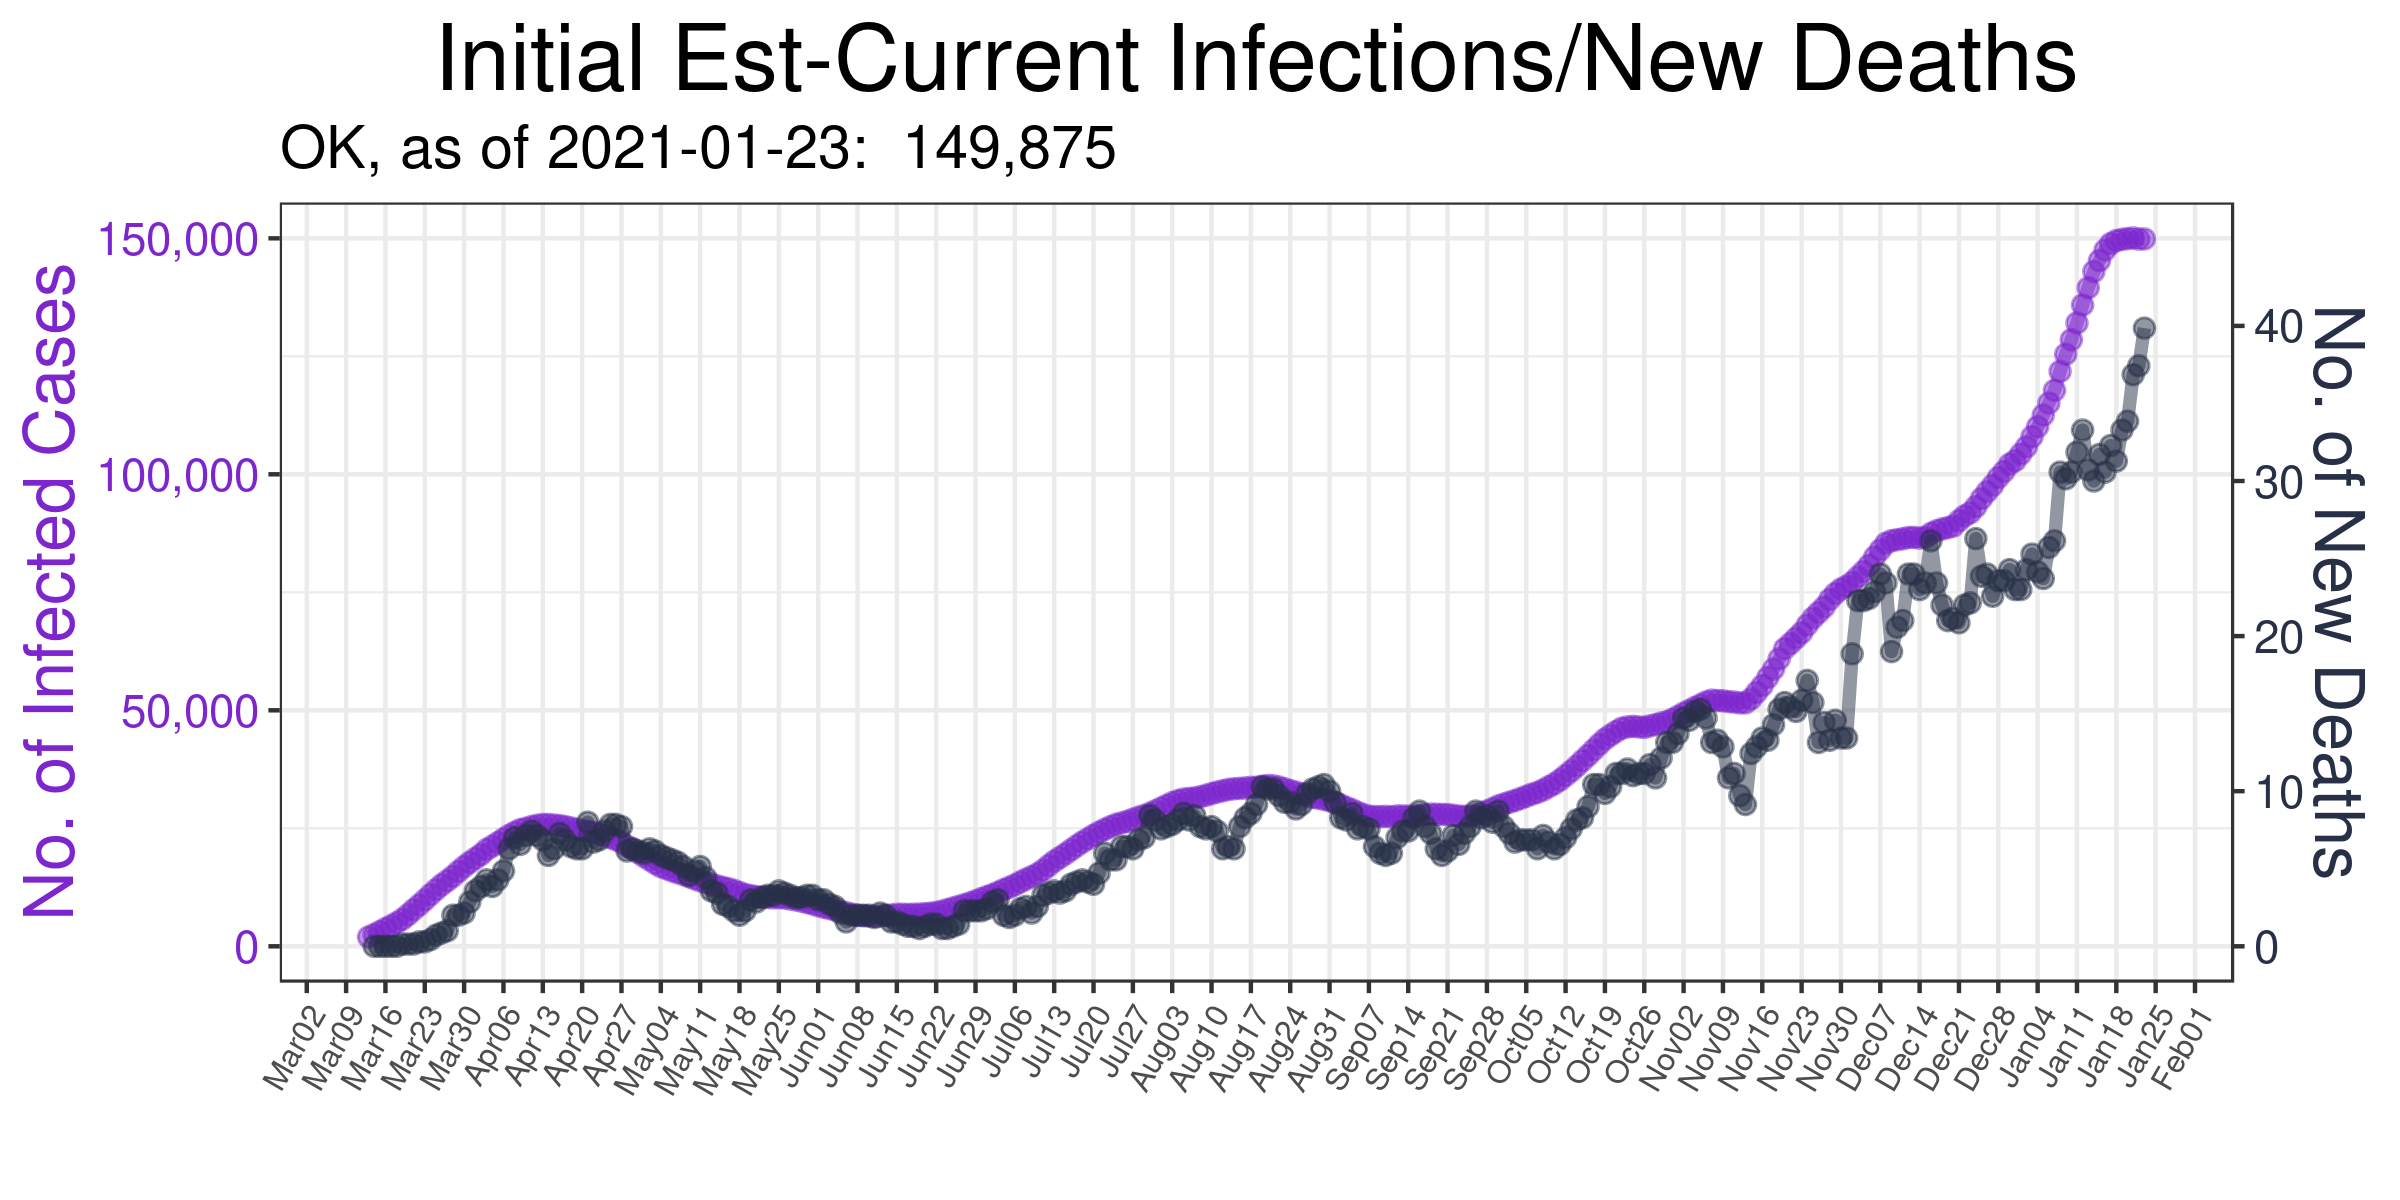 Initial Est-Current Infections/New Deaths
OK, as of 2021-01-23:  149,875
No. of Infected Cases
150,000
100,000
50,000
0
No. of New Deaths
40
30
20
10
0
Mar02
Mar09
Mar16
Mar23
Mar30
Apr06
Apr13
Apr20
Apr27
May04
May11
May18
May25
Jun01
Jun08
Jun15
Jun22
Jun29
Jul06
Jul13
Jul20
Jul27
Aug03
Aug10
Aug17
Aug24
Aug31
Sep07
Sep14
Sep21
Sep28
Oct05
Oct12
Oct19
Oct26
Nov02
Nov09
Nov16
Nov23
Nov30
Dec07
Dec14
Dec21
Dec28
Jan04
Jan11
Jan18
Jan25
Feb01